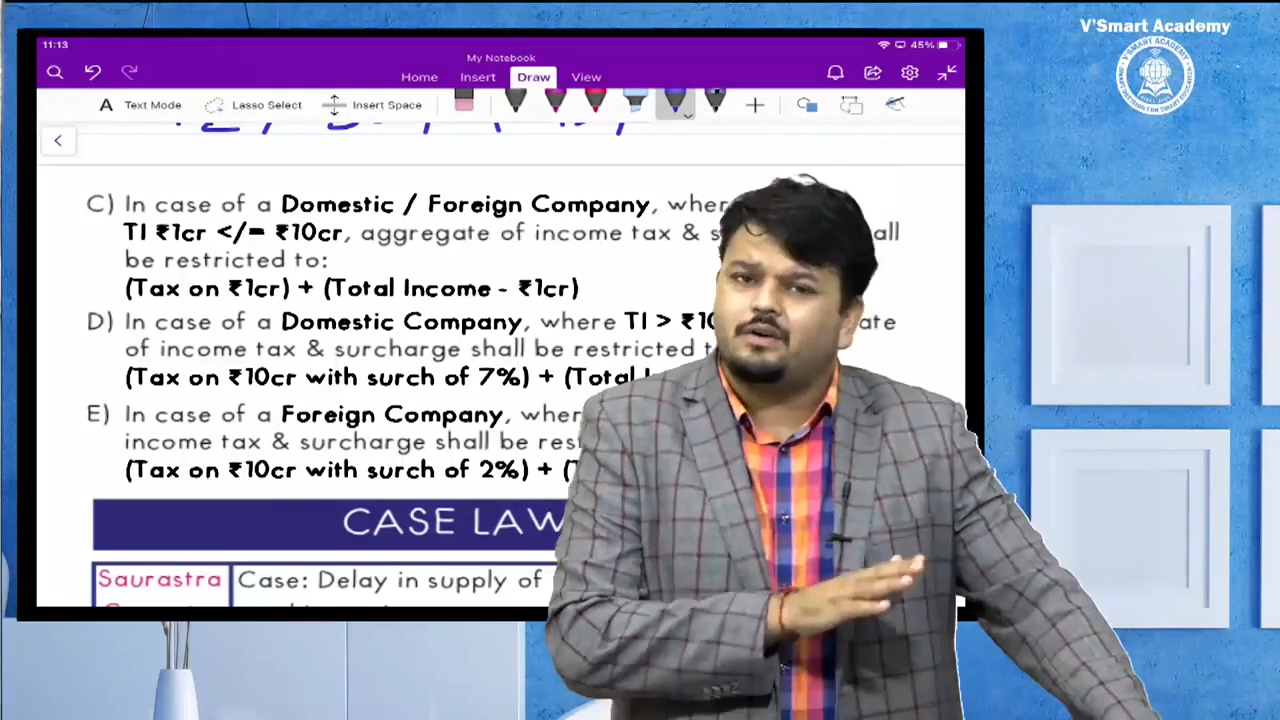 V'Smart Academy
11:13
45%
My Notebook
Home Insert Draw View
A Text Mode Lasso Select Insert Space
C) In case of a Domestic / Foreign Company, wher
TI ₹1cr </= ₹10cr, aggregate of income tax & s all
be restricted to:
(Tax on ₹1cr) + (Total Income - ₹1cr)
D) In case of a Domestic Company, where TI > ₹10 ate
of income tax & surcharge shall be restricted t
(Tax on ₹10cr with surch of 7%) + (Total I
E) In case of a Foreign Company, wher
income tax & surcharge shall be res
(Tax on ₹10cr with surch of 2%) + (T
CASE LAW
Saurastra Case: Delay in supply of
V'SMART ACADEMY